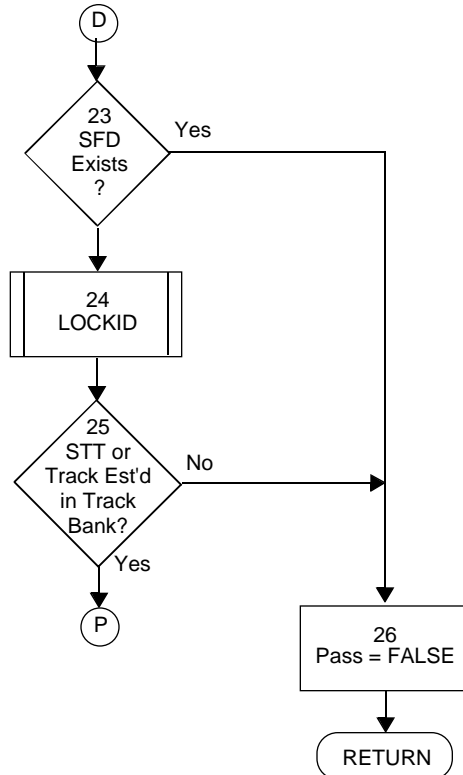 D
23
SFD
Exists
?
Yes
24
LOCKID
25
STT or
Track Est'd
in Track
Bank?
No
Yes
P
26
Pass = FALSE
RETURN